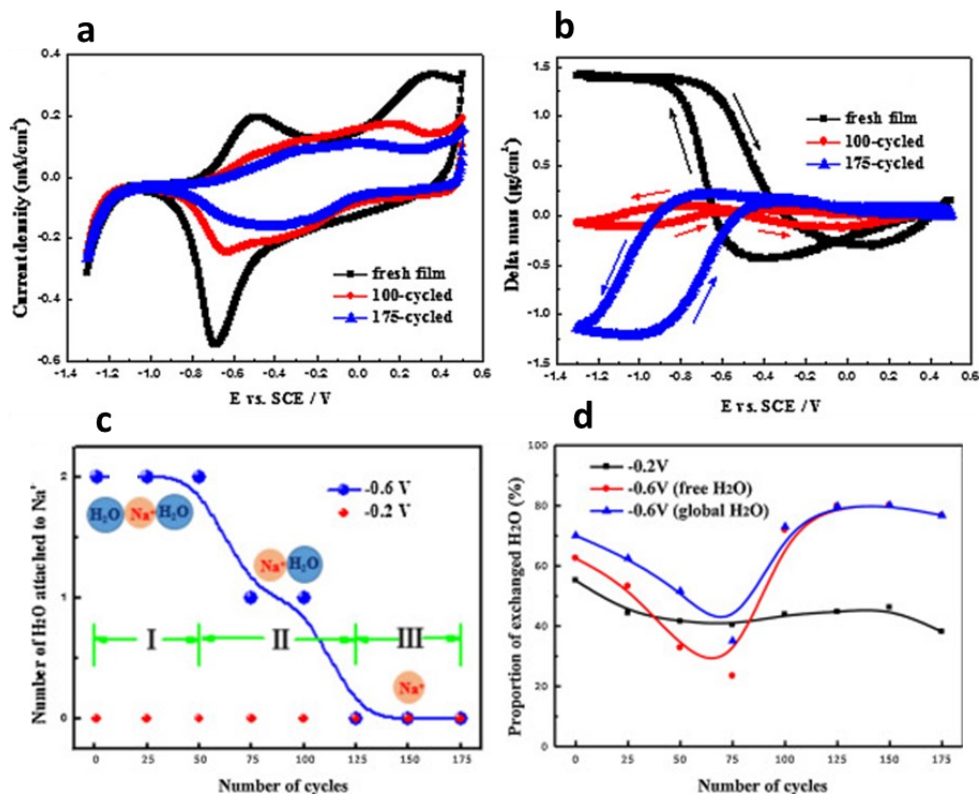 a
Current density (mA/cm²)
0.4
0.2
0.0
-0.2
-0.4
-0.6
-1.4 -1.2 -1.0 -0.8 -0.6 -0.4 -0.2 0.0 0.2 0.4 0.6
E vs. SCE / V
fresh film
100-cycled
175-cycled
b
Delta mass (µg/cm²)
1.5
1.0
0.5
0.0
-0.5
-1.0
-1.5
-1.4 -1.2 -1.0 -0.8 -0.6 -0.4 -0.2 0.0 0.2 0.4 0.6
E vs. SCE / V
fresh film
100-cycled
175-cycled
c
Number of H₂O attached to Na⁺
2
1
0
-0.6 V
-0.2 V
H₂O Na⁺ H₂O
Na⁺ H₂O
I II III
Na⁺
0 25 50 75 100 125 150 175
Number of cycles
d
Proportion of exchanged H₂O (%)
100
80
60
40
20
0
-0.2V
-0.6V (free H₂O)
-0.6V (global H₂O)
0 25 50 75 100 125 150 175
Number of cycles